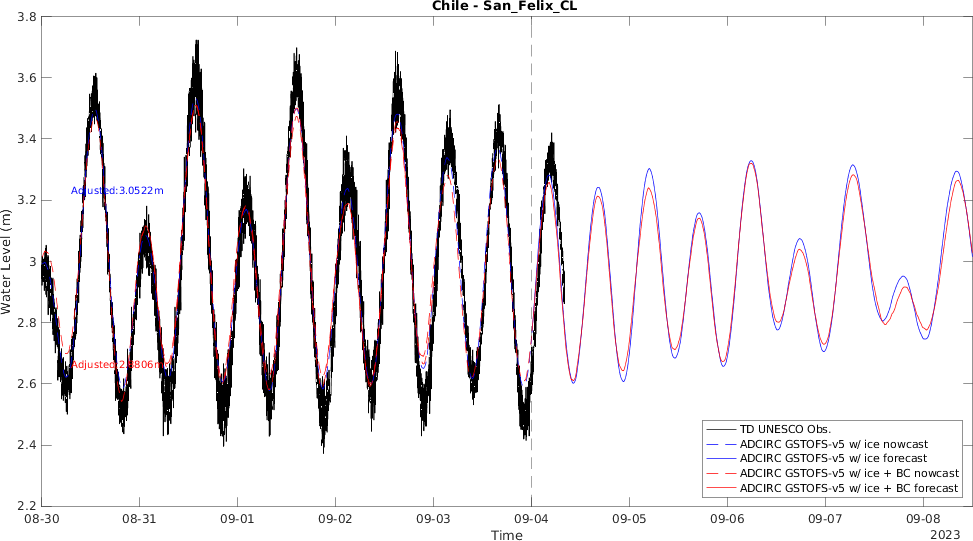 Chile - San_Felix_CL
3.8
3.6
3.4
3.2
3
2.8
2.6
2.4
2.2
Water Level (m)
Adjusted:3.0522m
08-30
08-31
09-01
09-02
09-03
09-04
09-05
09-06
09-07
09-08
Time
2023
TD UNESCO Obs.
ADCIRC GSTOFS-v5 w/ ice nowcast
ADCIRC GSTOFS-v5 w/ ice forecast
ADCIRC GSTOFS-v5 w/ ice + BC nowcast
ADCIRC GSTOFS-v5 w/ ice + BC forecast